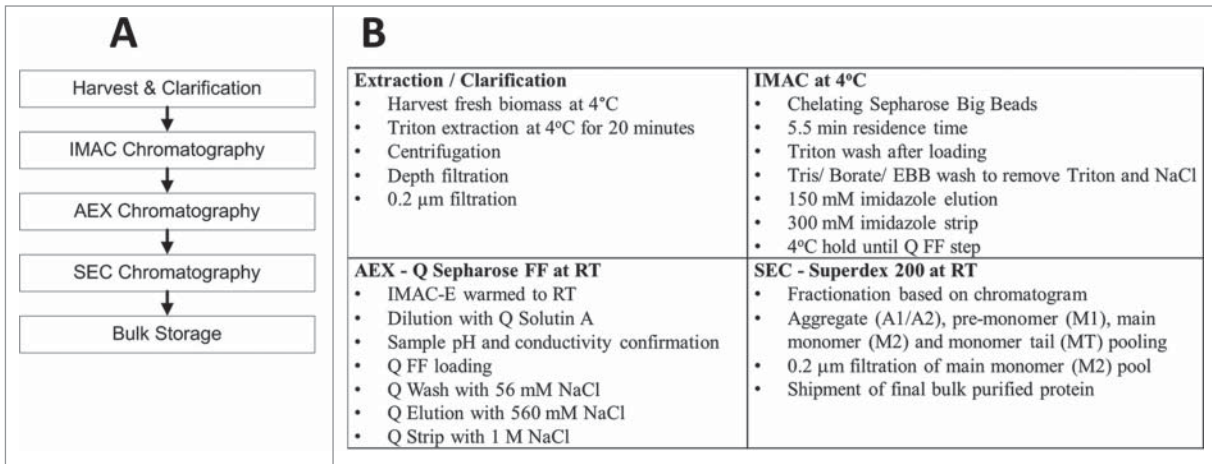 A
Harvest & Clarification
IMAC Chromatography
AEX Chromatography
SEC Chromatography
Bulk Storage
B
Extraction / Clarification
• Harvest fresh biomass at 4°C
• Triton extraction at 4°C for 20 minutes
• Centrifugation
• Depth filtration
• 0.2 μm filtration
IMAC at 4°C
• Chelating Sepharose Big Beads
• 5.5 min residence time
• Triton wash after loading
• Tris/ Borate/ EBB wash to remove Triton and NaCl
• 150 mM imidazole elution
• 300 mM imidazole strip
• 4°C hold until Q FF step
AEX - Q Sepharose FF at RT
• IMAC-E warmed to RT
• Dilution with Q Solutin A
• Sample pH and conductivity confirmation
• Q FF loading
• Q Wash with 56 mM NaCl
• Q Elution with 560 mM NaCl
• Q Strip with 1 M NaCl
SEC - Superdex 200 at RT
• Fractionation based on chromatogram
• Aggregate (A1/A2), pre-monomer (M1), main
monomer (M2) and monomer tail (MT) pooling
• 0.2 μm filtration of main monomer (M2) pool
• Shipment of final bulk purified protein